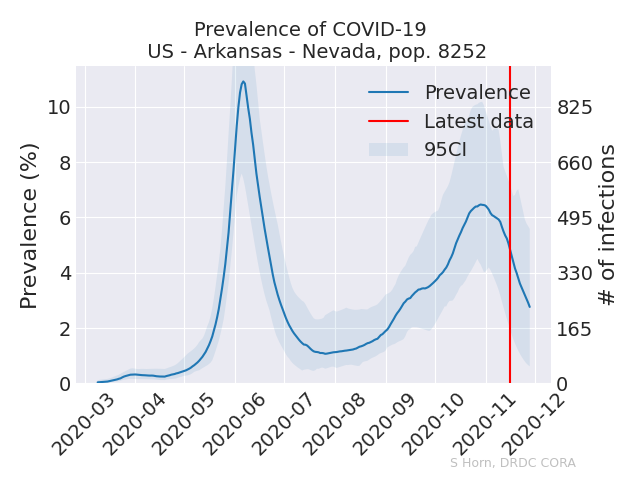 Prevalence of COVID-19
US - Arkansas - Nevada, pop. 8252
Prevalence
Latest data
95CI
Prevalence (%)
10
8
6
4
2
0
# of infections
825
660
495
330
165
0
2020-03
2020-04
2020-05
2020-06
2020-07
2020-08
2020-09
2020-10
2020-11
2020-12
S Horn, DRDC CORA